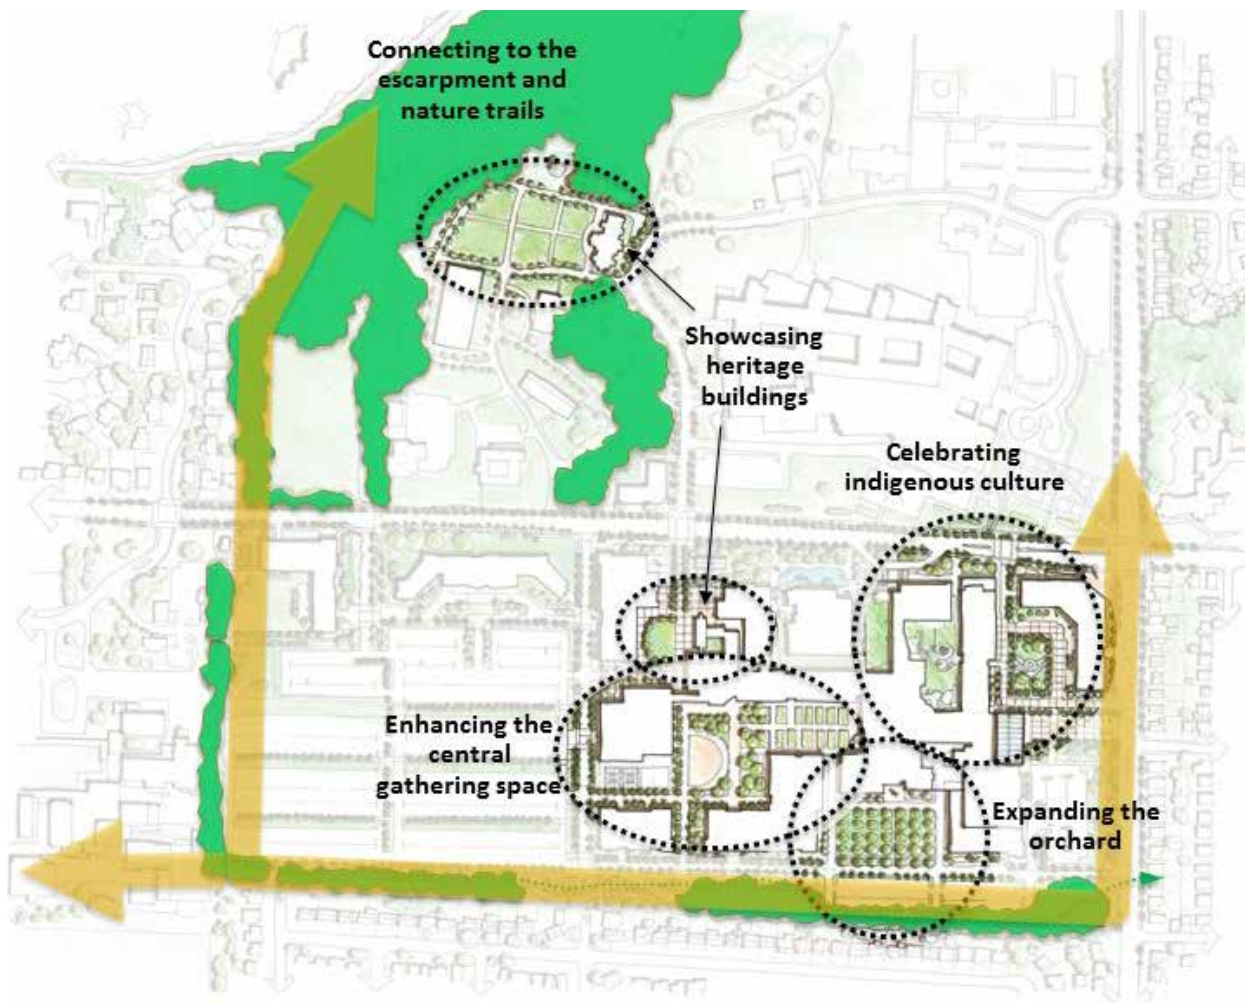 Connecting to the
escarpment and
nature trails
Showcasing
heritage
buildings
Celebrating
indigenous culture
Enhancing the
central
gathering space
Expanding the
orchard